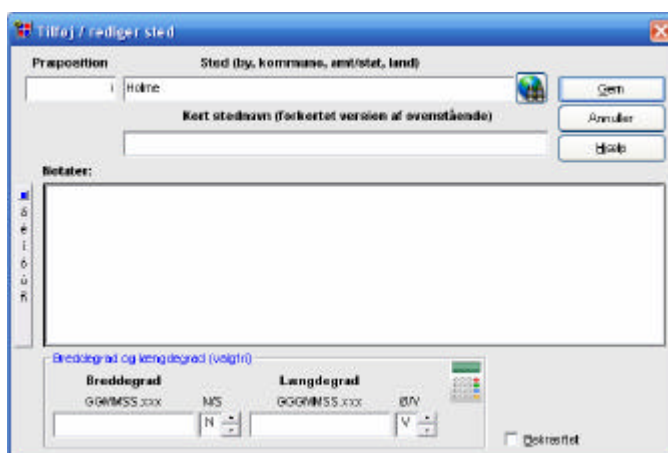 Tilføj / rediger sted
Præposition
Sted (by, kommune, amt/stat, land)
i
Holme
Gem
Kort stednavn (forkortet version af ovenstående)
Annuller
Hjælp
Notater:
á
é
í
ó
ú
ñ
Breddegrad og længdegrad (valgfri)
Breddegrad
Længdegrad
GGMMSS.xxx
N/S
GGGMMSS.xxx
Ø/V
N
V
Bekræftet